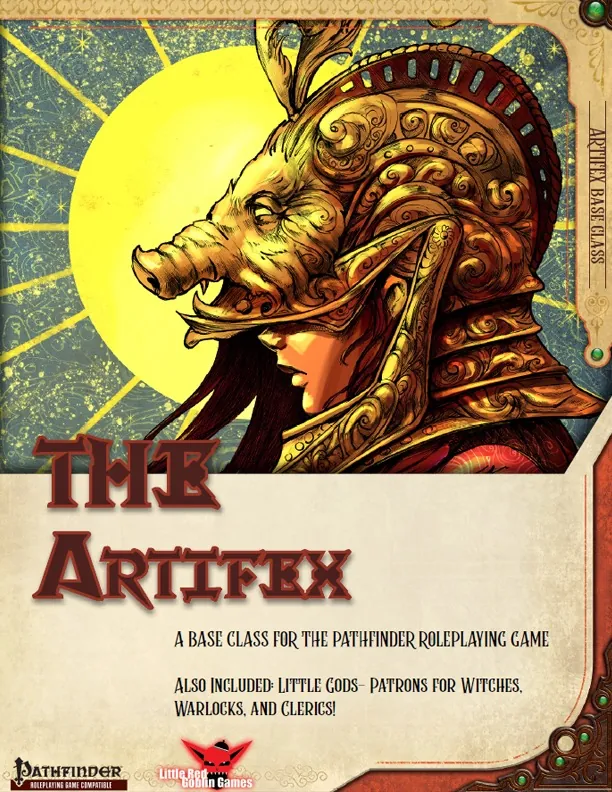 ARTIFEX BASE CLASS
THE
ARTIFEX
A BASE CLASS FOR THE PATHFINDER ROLEPLAYING GAME
ALSO INCLUDED: LITTLE GODS- PATRONS FOR WITCHES,
WARLOCKS, AND CLERICS!
PATHFINDER
ROLEPLAYING GAME COMPATIBLE
Little Red
Goblin Games